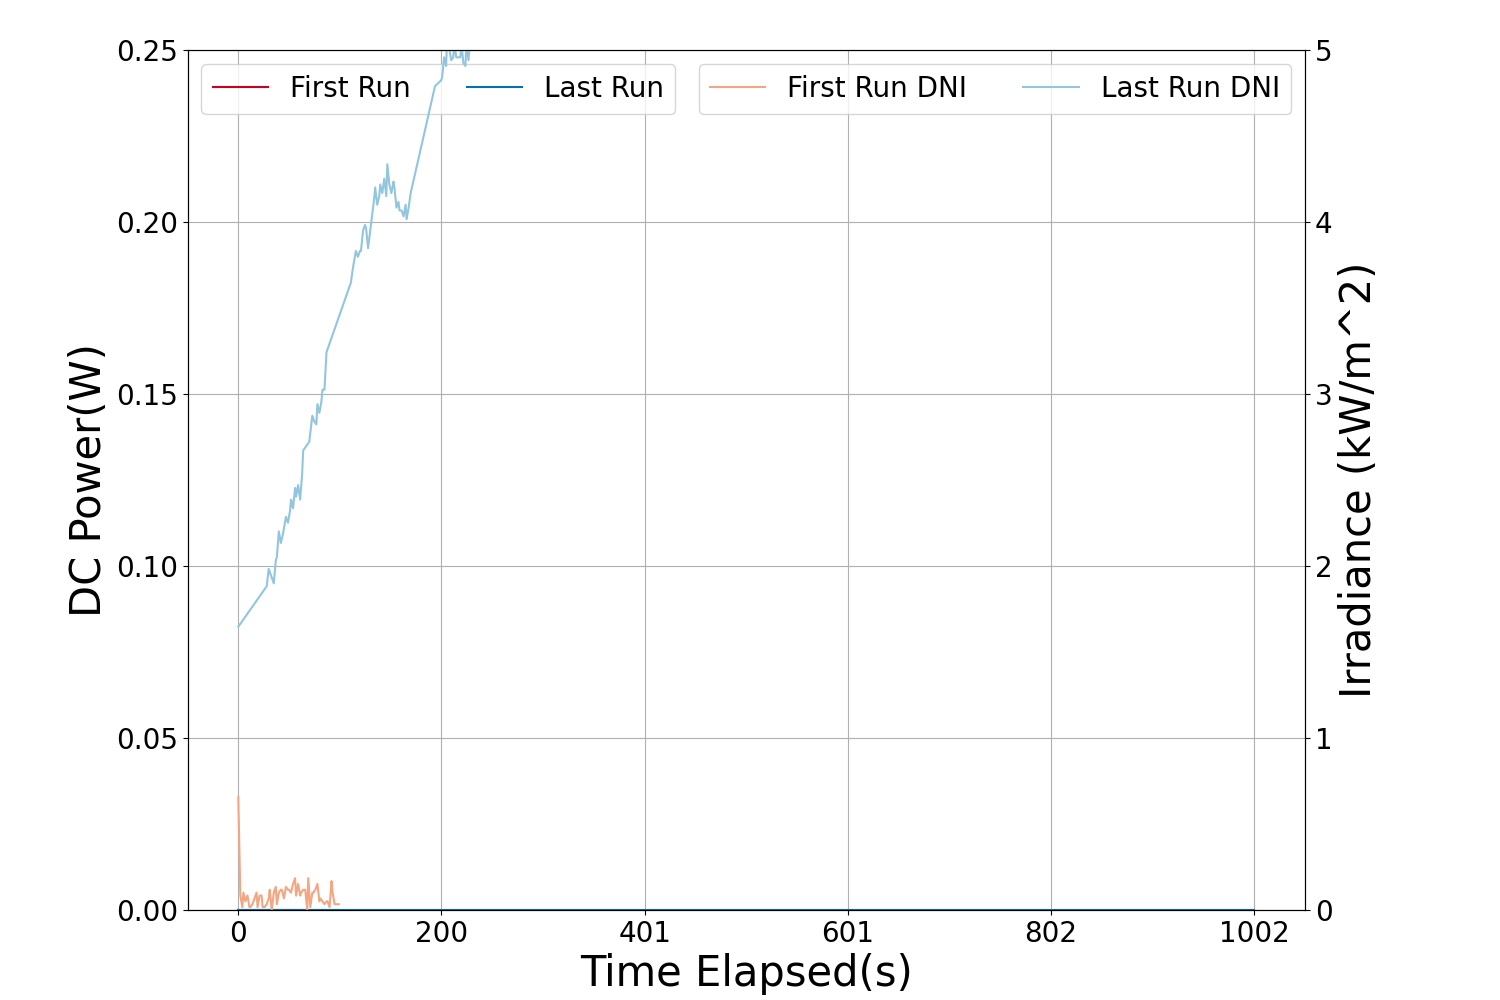 First Run
Last Run
First Run DNI
Last Run DNI
0.25
0.20
0.15
0.10
0.05
0.00
DC Power(W)
5
4
3
2
1
0
Irradiance (kW/m^2)
0
200
401
601
802
1002
Time Elapsed(s)